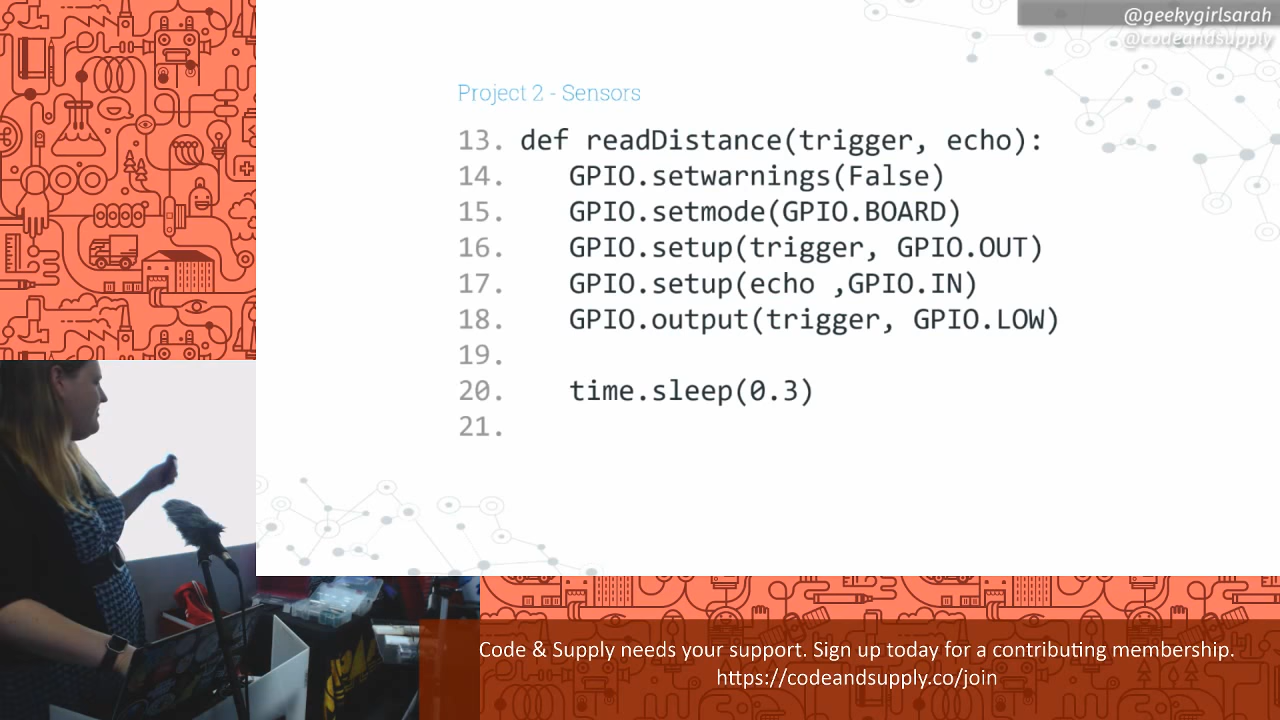 @geekygirlsarah
@codeandsupply
Project 2 - Sensors
13. def readDistance(trigger, echo):
14. GPIO.setwarnings(False)
15. GPIO.setmode(GPIO.BOARD)
16. GPIO.setup(trigger, GPIO.OUT)
17. GPIO.setup(echo ,GPIO.IN)
18. GPIO.output(trigger, GPIO.LOW)
19.
20. time.sleep(0.3)
21.
Code & Supply needs your support. Sign up today for a contributing membership.
https://codeandsupply.co/join